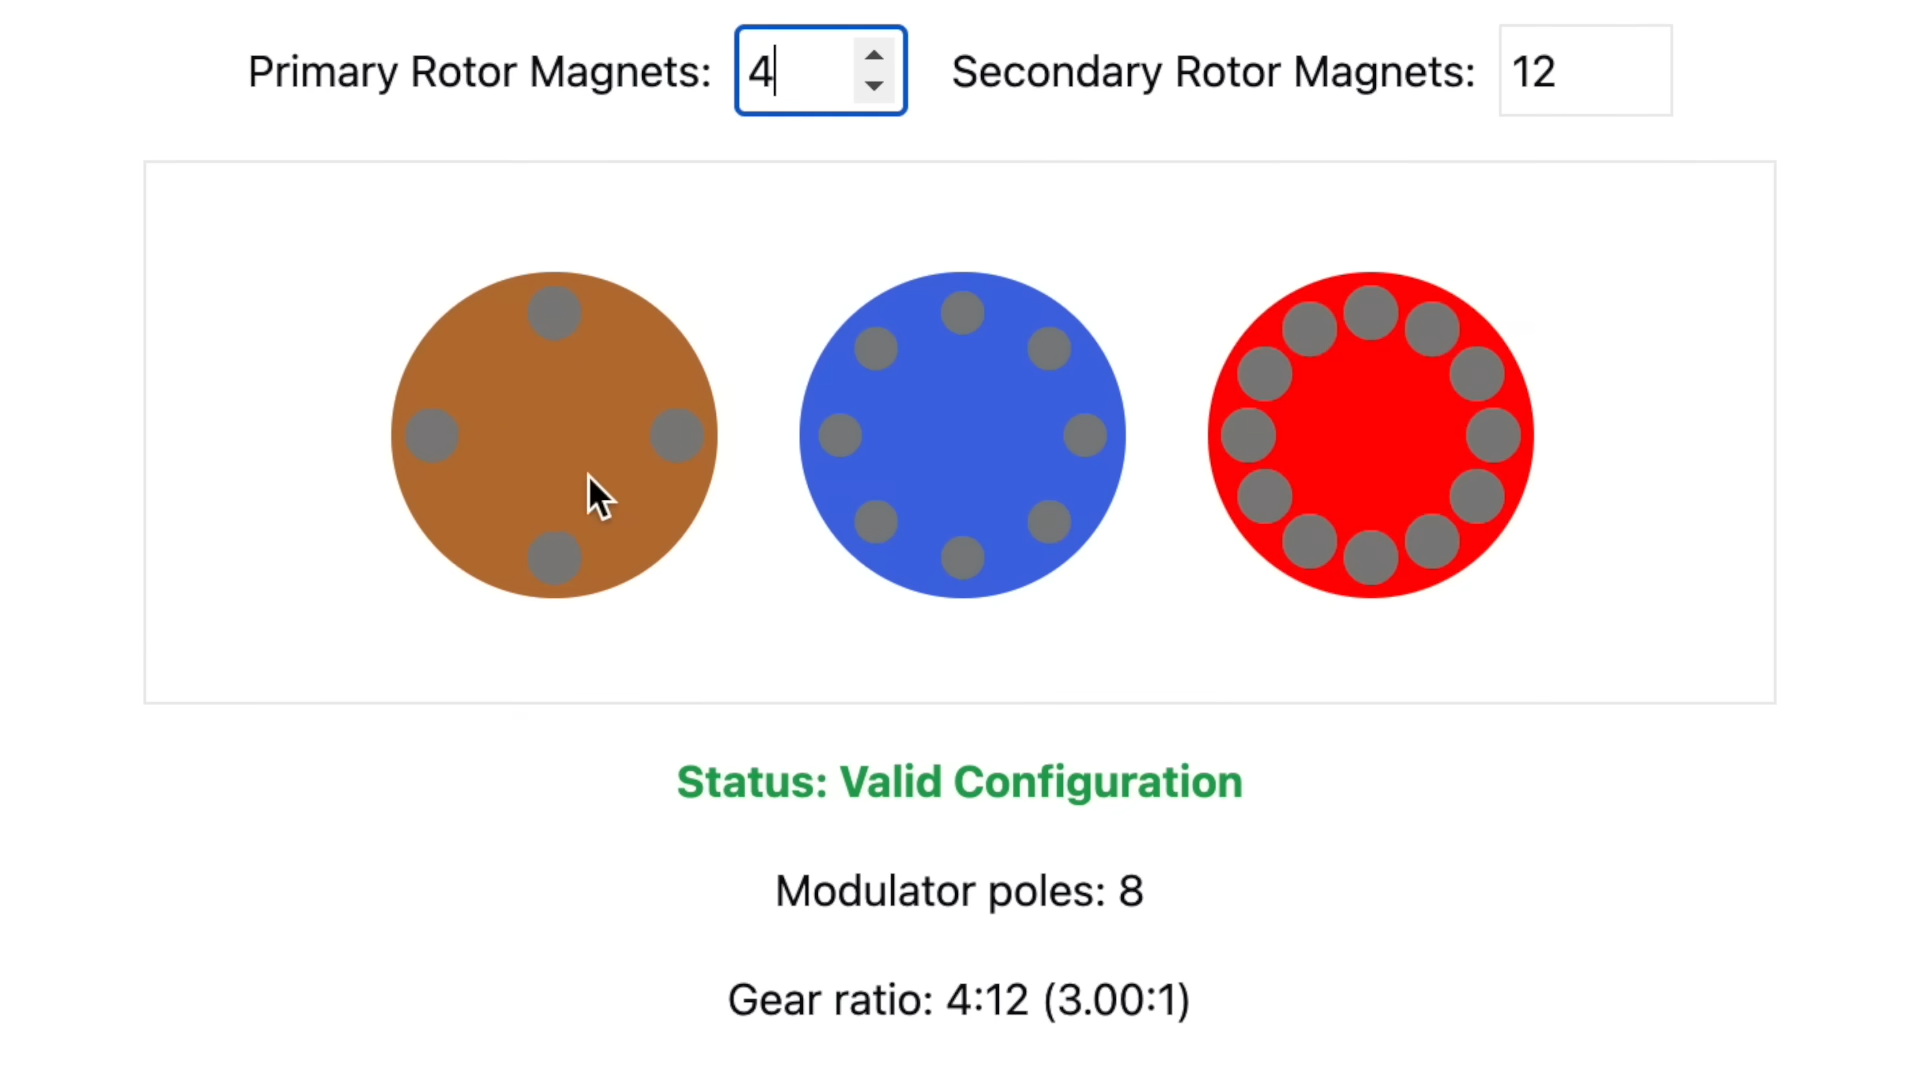 Primary Rotor Magnets: 4 Secondary Rotor Magnets: 12
Status: Valid Configuration
Modulator poles: 8
Gear ratio: 4:12 (3.00:1)